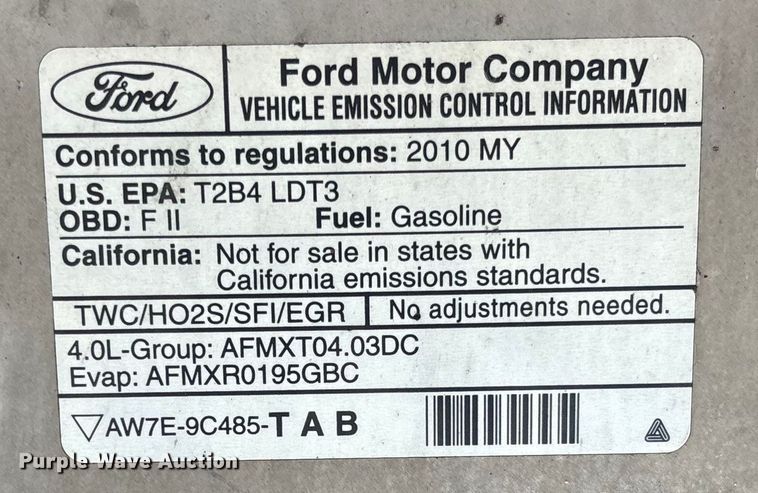 Ford
Ford Motor Company
VEHICLE EMISSION CONTROL INFORMATION
Conforms to regulations: 2010 MY
U.S. EPA: T2B4 LDT3
OBD: F II Fuel: Gasoline
California: Not for sale in states with
California emissions standards.
TWC/HO2S/SFI/EGR No adjustments needed.
4.0L-Group: AFMXT04.03DC
Evap: AFMXR0195GBC
▽AW7E-9C485-TAB
Purple Wave Auction